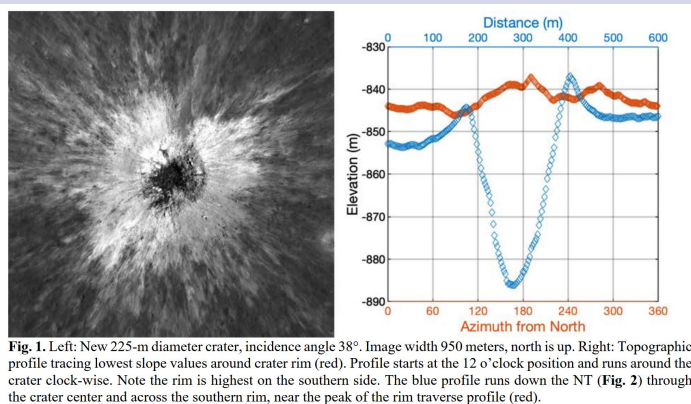 Distance (m)
0 100 200 300 400 500 600
-830
-840
-850
-860
-870
-880
-890
Elevation (m)
0 60 120 180 240 300 360
Azimuth from North
Fig. 1. Left: New 225-m diameter crater, incidence angle 38°. Image width 950 meters, north is up. Right: Topographic
profile tracing lowest slope values around crater rim (red). Profile starts at the 12 o'clock position and runs around the
crater clock-wise. Note the rim is highest on the southern side. The blue profile runs down the NT (Fig. 2) through
the crater center and across the southern rim, near the peak of the rim traverse profile (red).